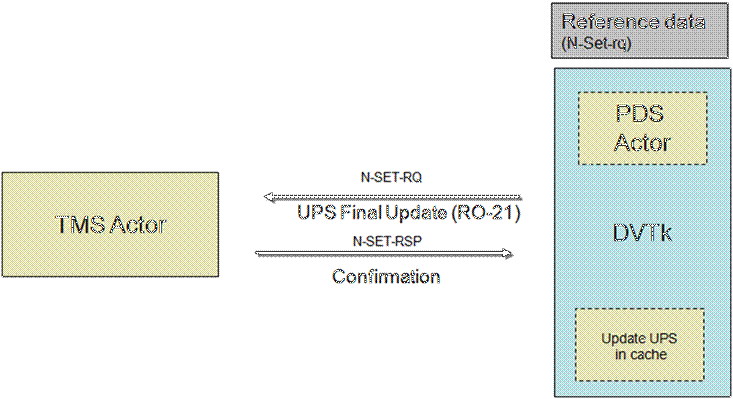 Reference data
(N-Set-rq)
PDS
Actor
N-SET-RQ
UPS Final Update (RO-21)
TMS Actor
DVTk
N-SET-RSP
Confirmation
Update UPS
in cache